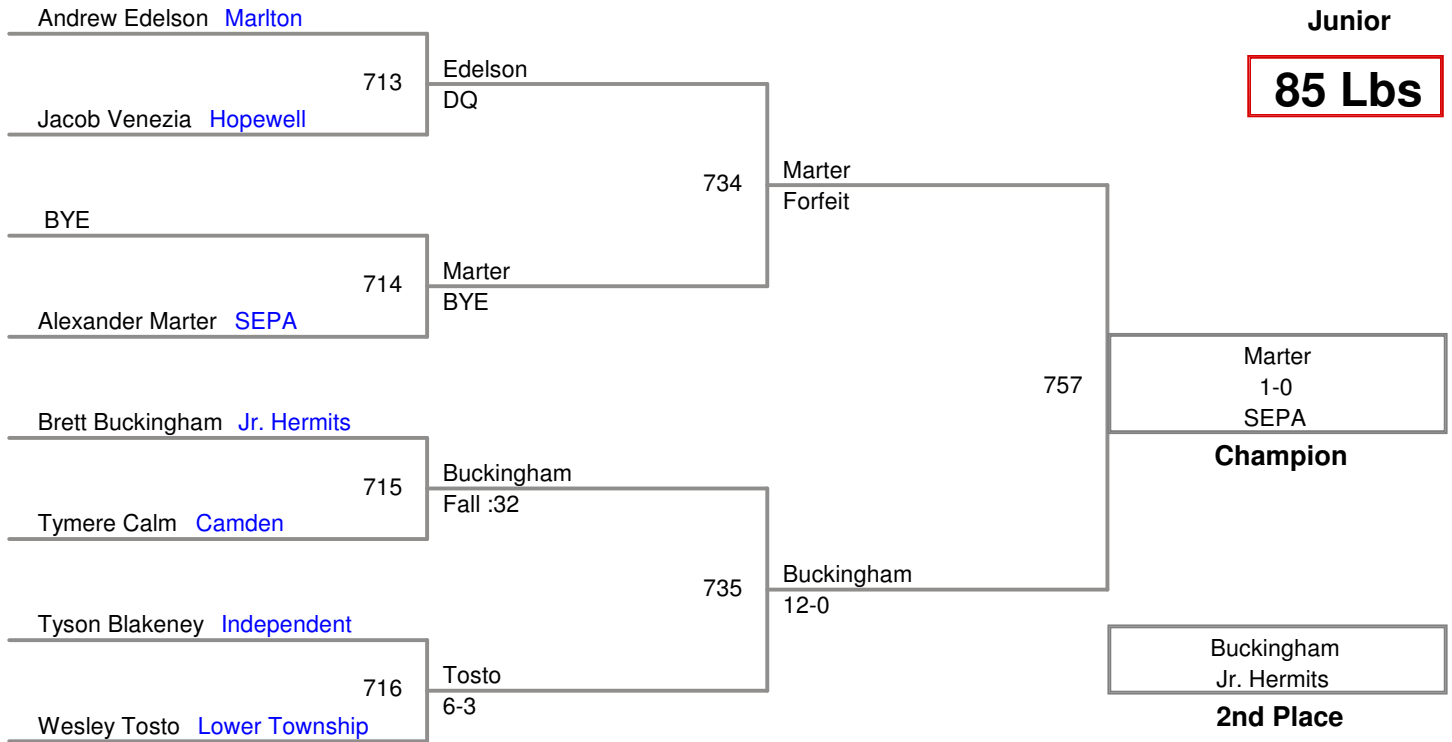 Andrew Edelson Marlton
Junior
85 Lbs
713
Edelson
DQ
Jacob Venezia Hopewell
734
Marter
Forfeit
BYE
714
Marter
BYE
Alexander Marter SEPA
757
Marter
1-0
SEPA
Champion
Brett Buckingham Jr. Hermits
715
Buckingham
Fall :32
Tymere Calm Camden
735
Buckingham
12-0
Tyson Blakeney Independent
716
Tosto
6-3
Wesley Tosto Lower Township
Buckingham
Jr. Hermits
2nd Place